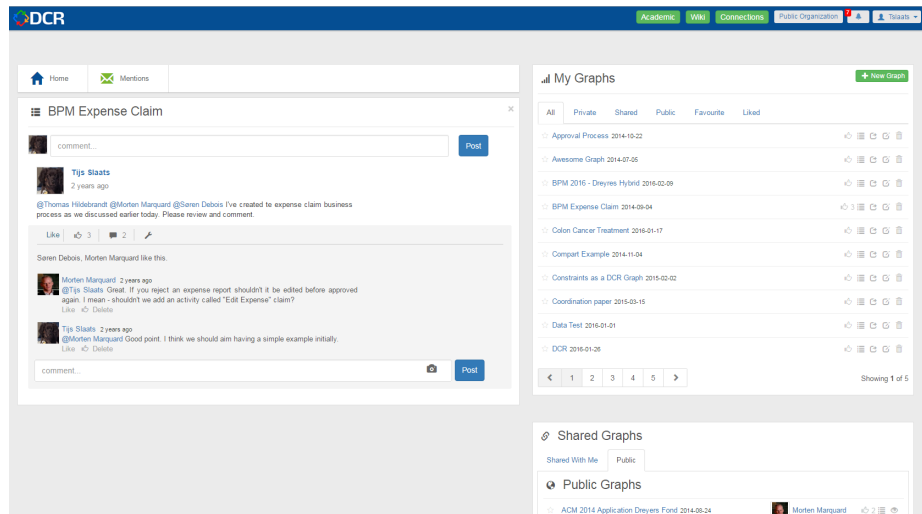 DCR
Academic Wiki Connections Public Organization ? Tslaats
Home Mentions
BPM Expense Claim ×
comment... Post
Tijs Slaats
2 years ago
@Thomas Hildebrandt @Morten Marquard @Søren Debois I've created te expense claim business
process as we discussed earlier today. Please review and comment.
Like 3 2
Søren Debois, Morten Marquard like this.
Morten Marquard 2 years ago
@Tijs Slaats Great. If you reject an expense report shouldn't it be edited before approved
again. I mean - shouldn't we add an activity called "Edit Expense" claim?
Like Delete
Tijs Slaats 2 years ago
@Morten Marquard Good point. I think we should aim having a simple example initially.
Like Delete
comment... Post
My Graphs + New Graph
All Private Shared Public Favourite Liked
Approval Process 2014-10-22
Awesome Graph 2014-07-05
BPM 2016 - Dreyres Hybrid 2016-02-09
BPM Expense Claim 2014-09-04 3
Colon Cancer Treatment 2016-01-17
Compart Example 2014-11-04
Constraints as a DCR Graph 2015-02-02
Coordination paper 2015-03-15
Data Test 2016-01-01
DCR 2016-01-26
1 2 3 4 5 Showing 1 of 5
Shared Graphs
Shared With Me Public
Public Graphs
ACM 2014 Application Dreyers Fond 2014-08-24 Morten Marquard 2